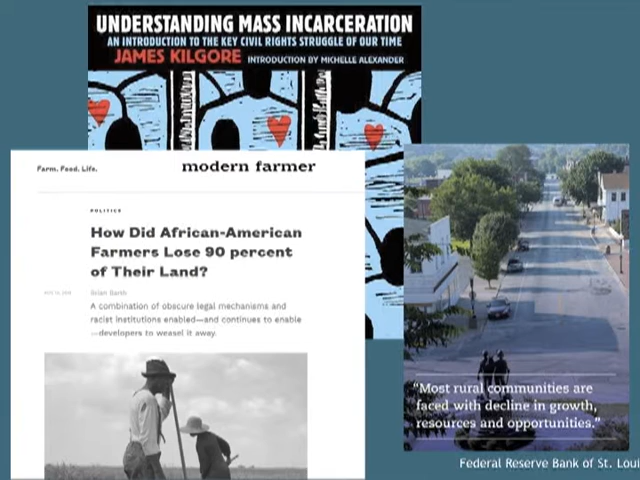 UNDERSTANDING MASS INCARCERATION
AN INTRODUCTION TO THE KEY CIVIL RIGHTS STRUGGLE OF OUR TIME
JAMES KILGORE INTRODUCTION BY MICHELLE ALEXANDER
Farm. Food. Life.
modern farmer
POLITICS
How Did African-American
Farmers Lose 90 percent
of Their Land?
Brian Barth
A combination of obscure legal mechanisms and
racist institutions enabled—and continues to enable
—developers to weasel it away.
“Most rural communities are
faced with decline in growth,
resources and opportunities.”
Federal Reserve Bank of St. Loui